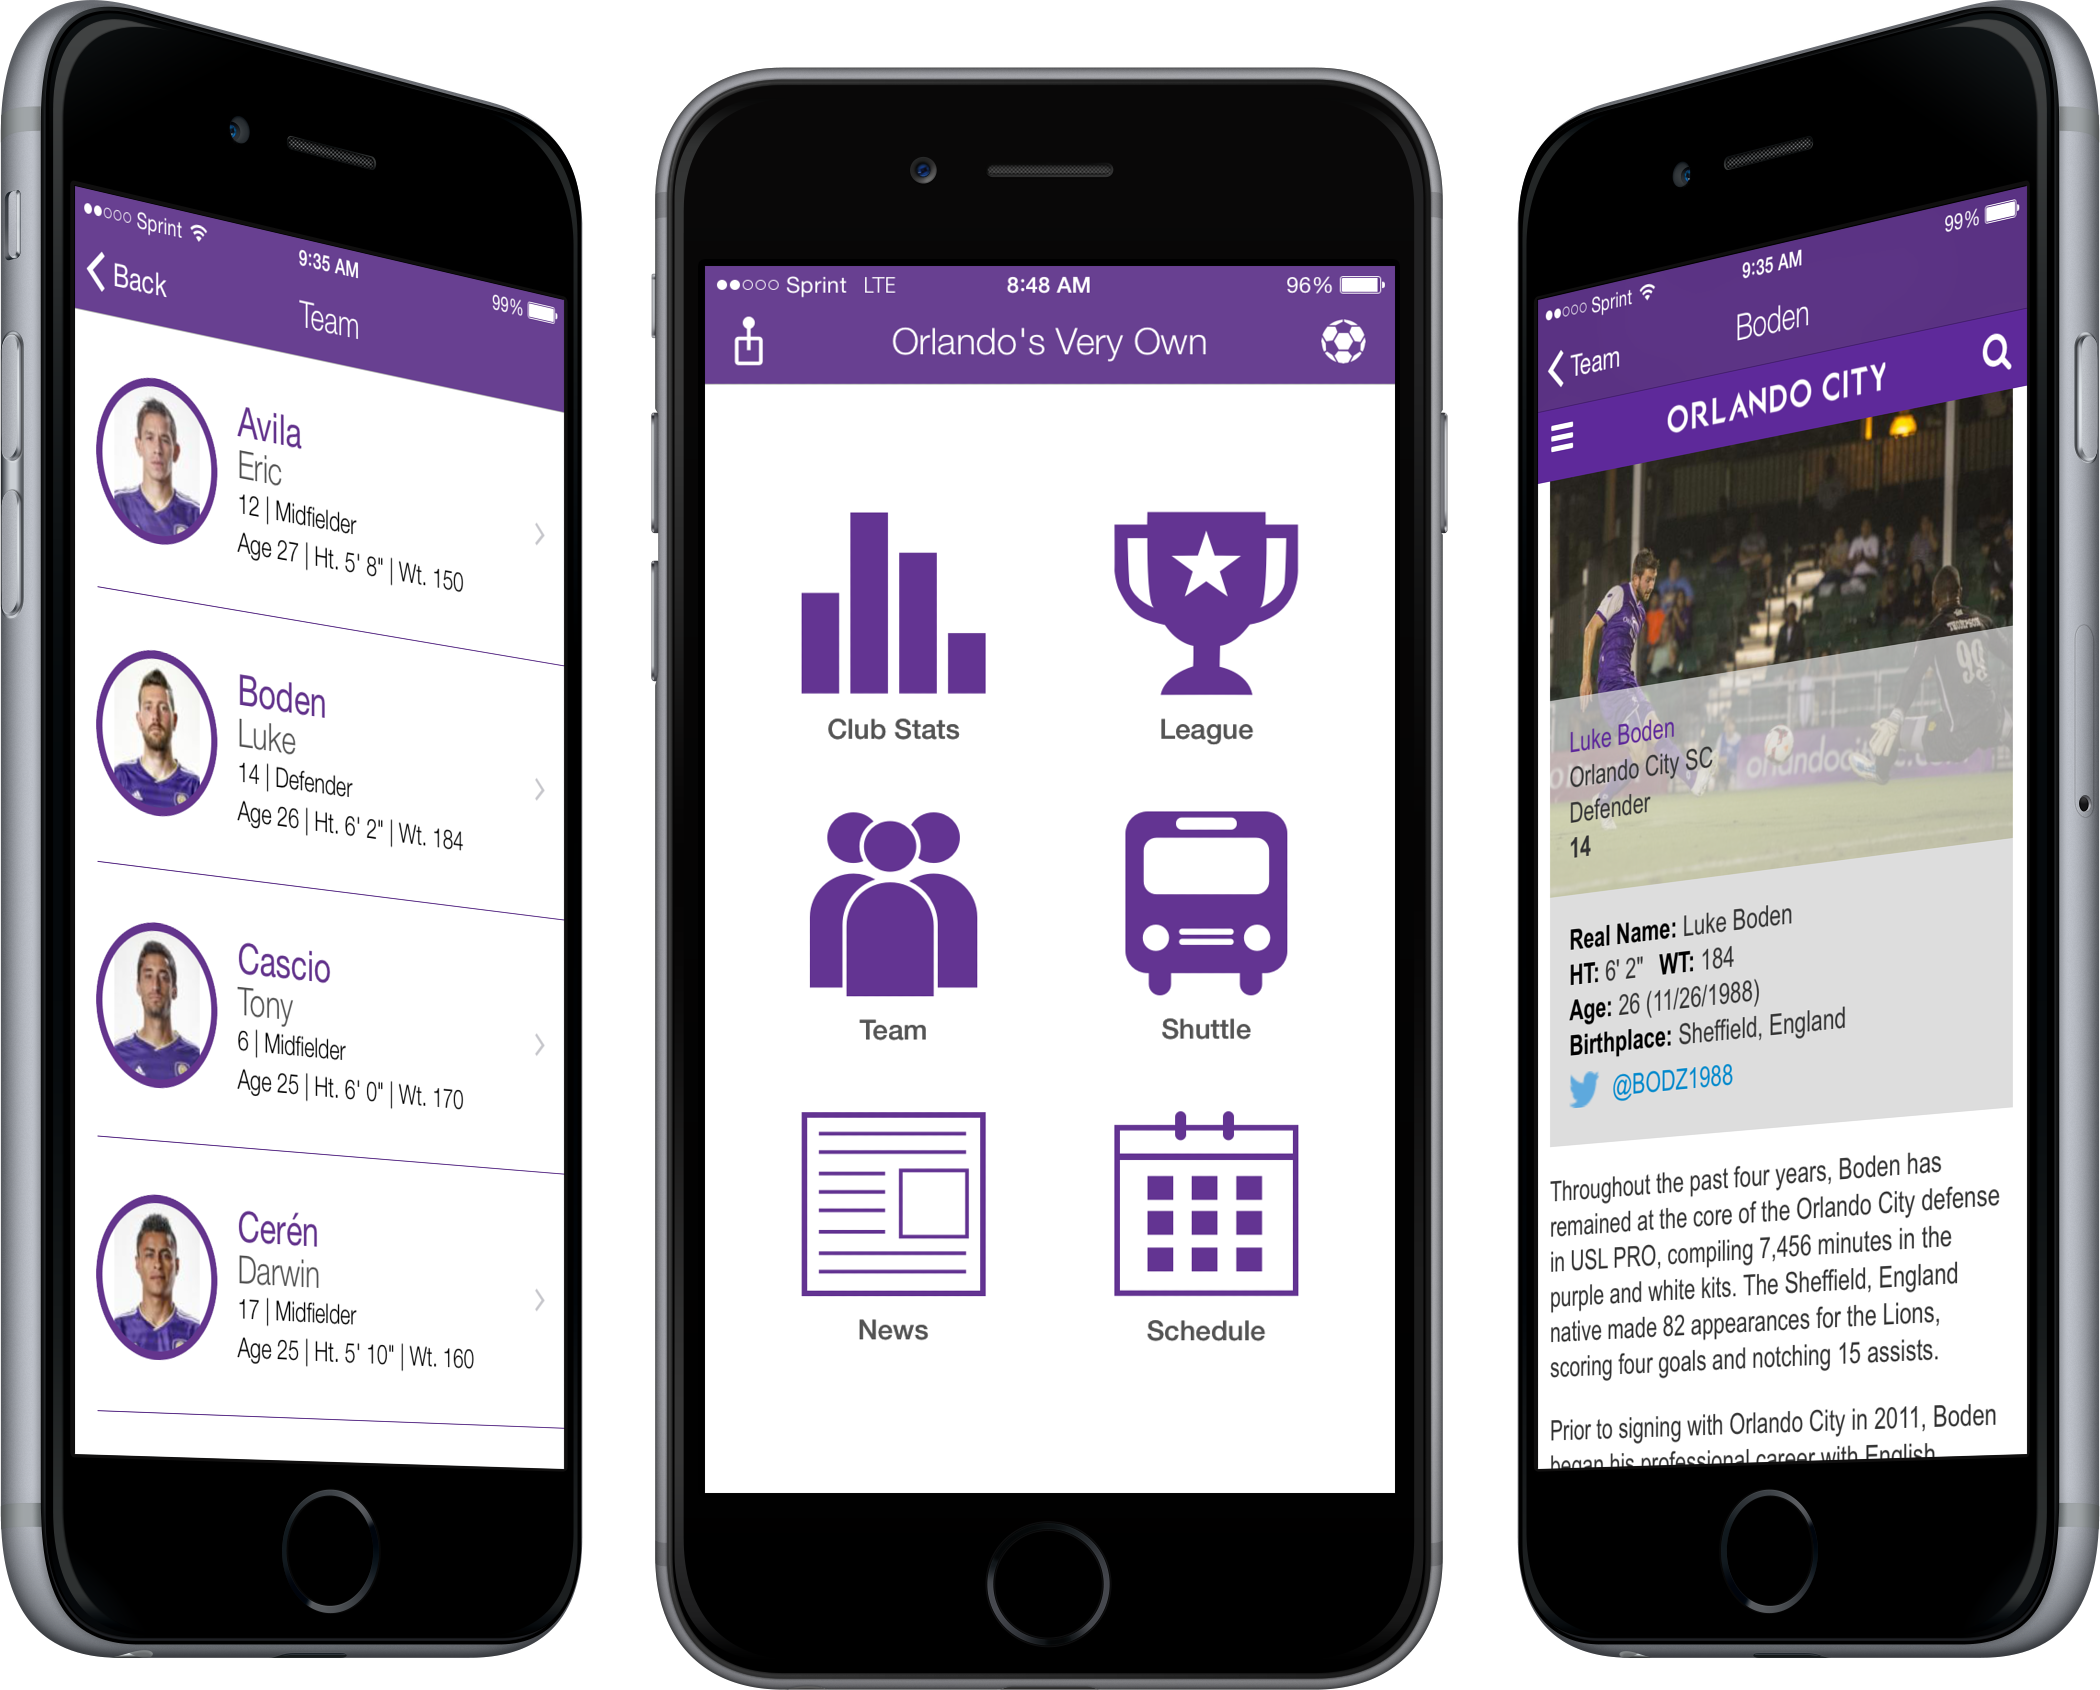 Sprint
9:35 AM
99%
Back
Team
Avila
Eric
12 | Midfielder
Age 27 | Ht. 5' 8" | Wt. 150
Boden
Luke
14 | Defender
Age 26 | Ht. 6' 2" | Wt. 184
Cascio
Tony
6 | Midfielder
Age 25 | Ht. 6' 0" | Wt. 170
Cerén
Darwin
17 | Midfielder
Age 25 | Ht. 5' 10" | Wt. 160
Sprint LTE 8:48 AM 96%
Orlando's Very Own
Club Stats
League
Team
Shuttle
News
Schedule
Sprint
9:35 AM
99%
Team
Boden
ORLANDO CITY
THOMPSON
99
Luke Boden
Orlando City SC
Defender
14
Real Name: Luke Boden
HT: 6' 2" WT: 184
Age: 26 (11/26/1988)
Birthplace: Sheffield, England
@BODZ1988
Throughout the past four years, Boden has
remained at the core of the Orlando City defense
in USL PRO, compiling 7,456 minutes in the
purple and white kits. The Sheffield, England
native made 82 appearances for the Lions,
scoring four goals and notching 15 assists.
Prior to signing with Orlando City in 2011, Boden
began his professional career with English